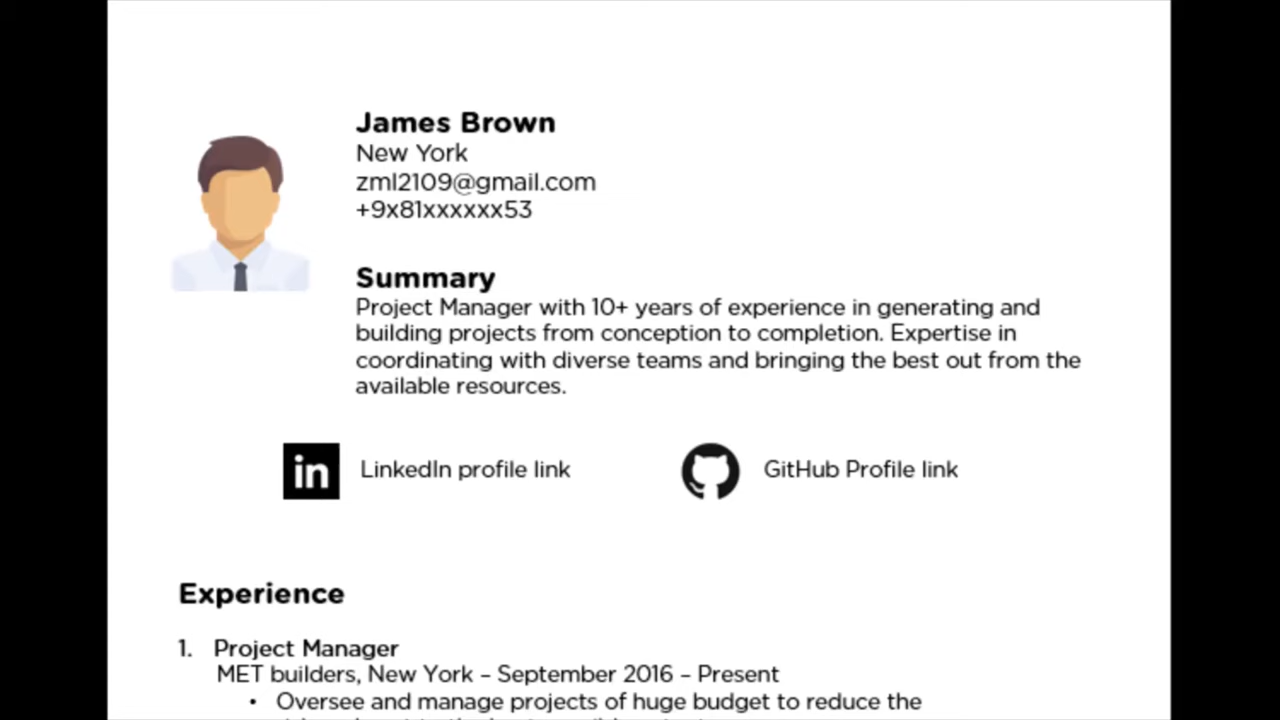 James Brown
New York
zml2109@gmail.com
+9x81xxxxxx53
Summary
Project Manager with 10+ years of experience in generating and
building projects from conception to completion. Expertise in
coordinating with diverse teams and bringing the best out from the
available resources.
in LinkedIn profile link
GitHub Profile link
Experience
1. Project Manager
MET builders, New York – September 2016 – Present
• Oversee and manage projects of huge budget to reduce the